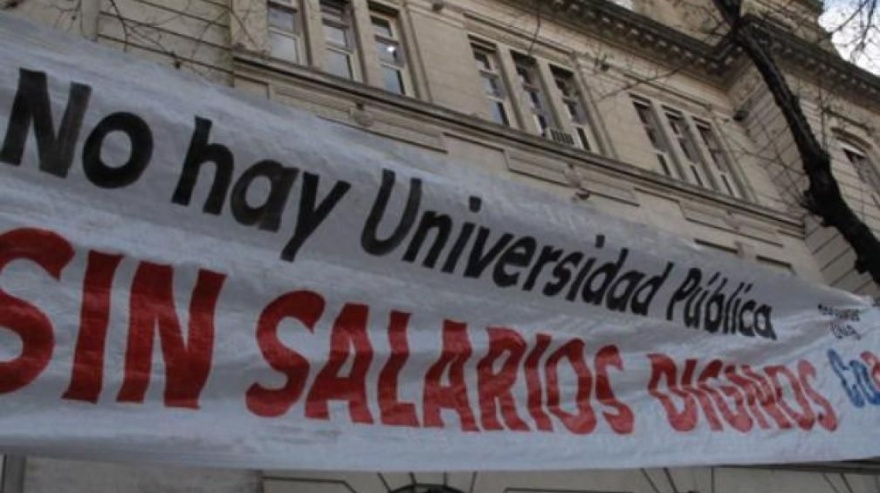 No hay Universidad Pública
SIN SALARIOS DIGNOS